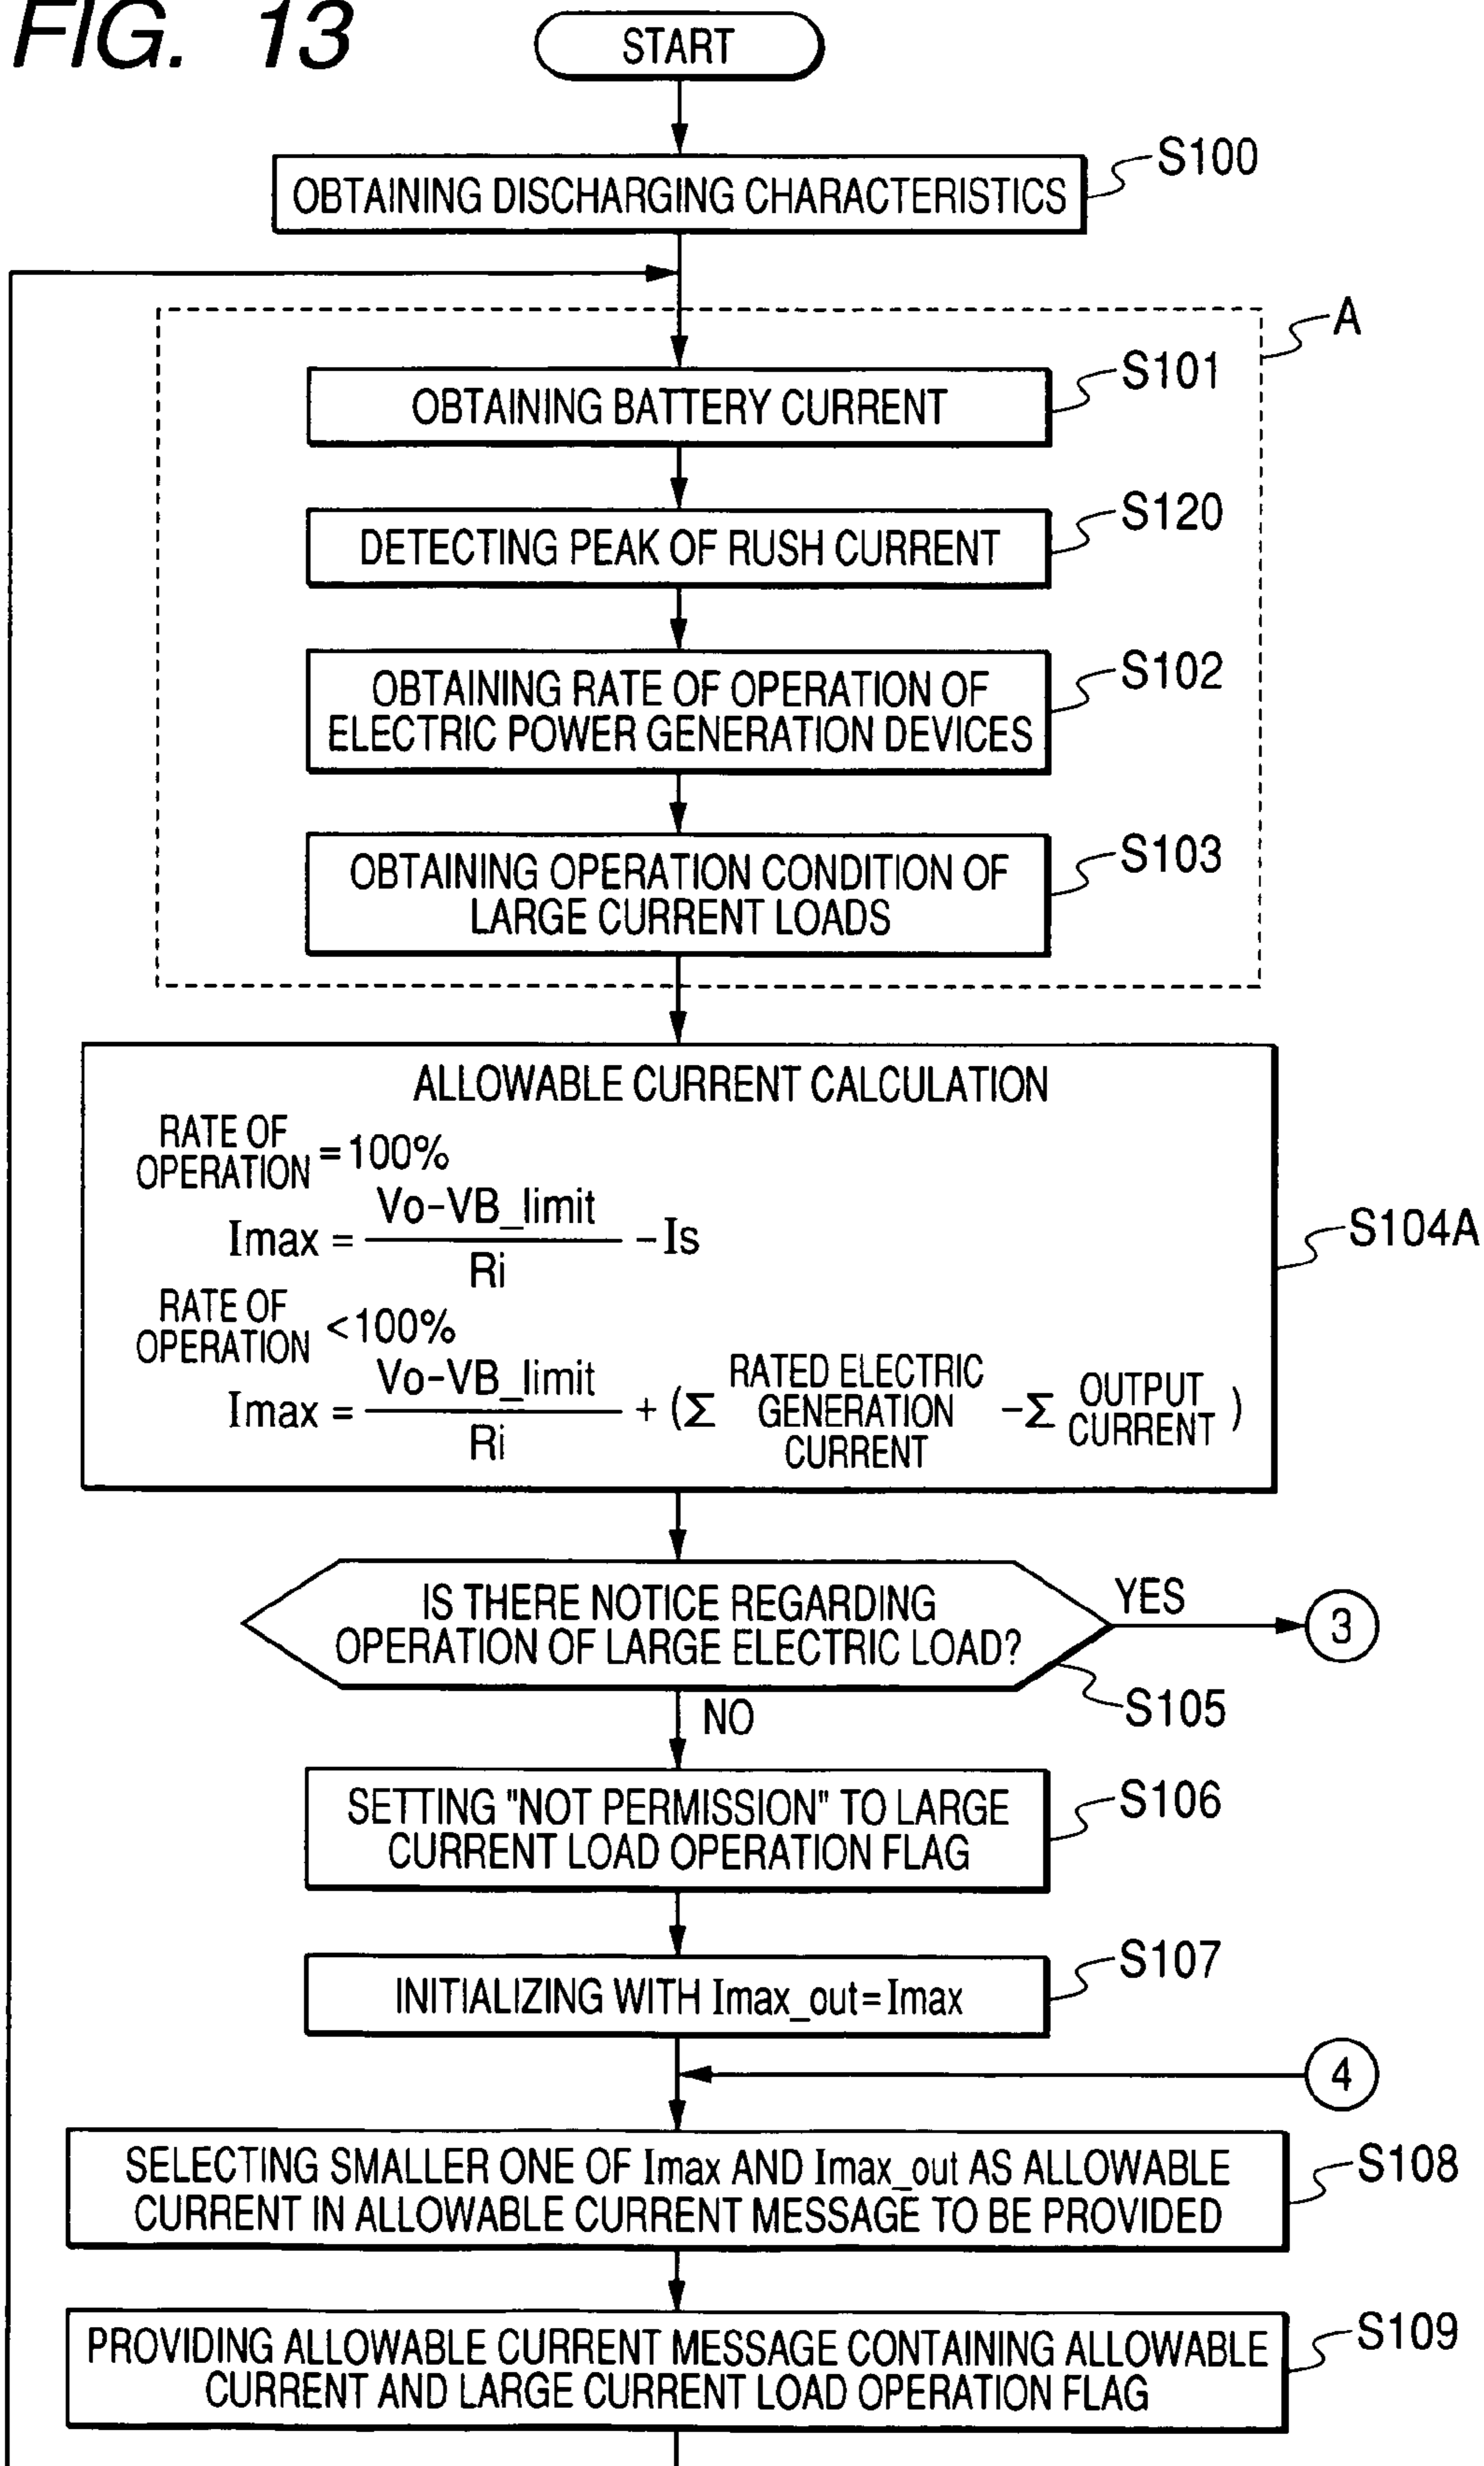 FIG. 13
START
OBTAINING DISCHARGING CHARACTERISTICS
S100
A
OBTAINING BATTERY CURRENT
S101
DETECTING PEAK OF RUSH CURRENT
S120
OBTAINING RATE OF OPERATION OF
ELECTRIC POWER GENERATION DEVICES
S102
OBTAINING OPERATION CONDITION OF
LARGE CURRENT LOADS
S103
ALLOWABLE CURRENT CALCULATION
RATE OF
OPERATION =100%
Vo-VB_limit
Imax = -Is
Ri
RATE OF
OPERATION <100%
Vo-VB_limit
Imax = + (Σ RATED ELECTRIC GENERATION CURRENT -Σ OUTPUT CURRENT )
Ri
S104A
IS THERE NOTICE REGARDING
OPERATION OF LARGE ELECTRIC LOAD?
YES
3
S105
NO
SETTING "NOT PERMISSION" TO LARGE
CURRENT LOAD OPERATION FLAG
S106
INITIALIZING WITH Imax_out=Imax
S107
4
SELECTING SMALLER ONE OF Imax AND Imax_out AS ALLOWABLE
CURRENT IN ALLOWABLE CURRENT MESSAGE TO BE PROVIDED
S108
PROVIDING ALLOWABLE CURRENT MESSAGE CONTAINING ALLOWABLE
CURRENT AND LARGE CURRENT LOAD OPERATION FLAG
S109